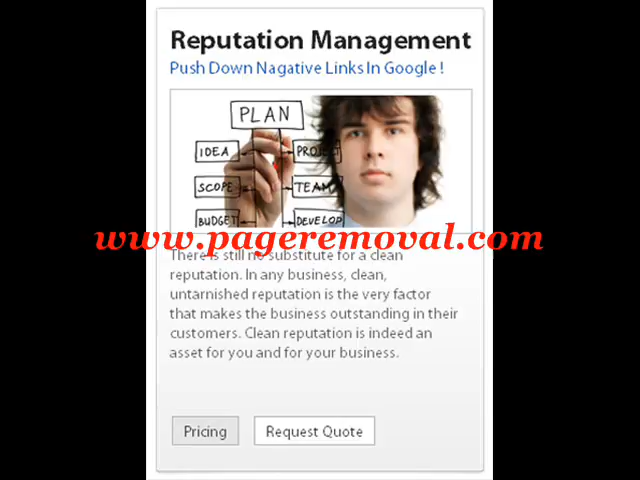 Reputation Management
Push Down Nagative Links In Google !
PLAN
IDEA
PROJECT
SCOPE
TEAM
BUDGET
DEVELOP
www.pageremoval.com
There is still no substitute for a clean
reputation. In any business, clean,
untarnished reputation is the very factor
that makes the business outstanding in their
customers. Clean reputation is indeed an
asset for you and for your business.
Pricing
Request Quote